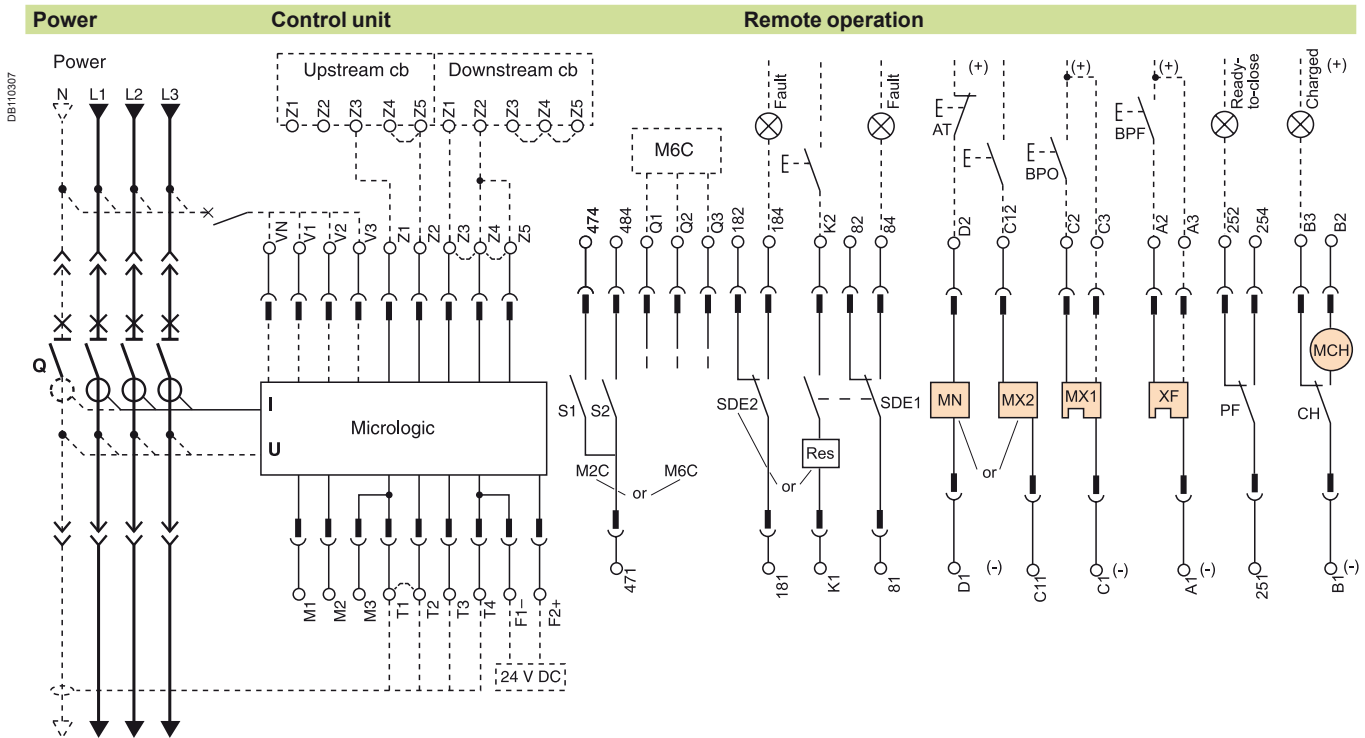 Power Control unit Remote operation
DB110307
Power
N L1 L2 L3
Upstream cb Downstream cb
Z1 Z2 Z3 Z4 Z5 Z1 Z2 Z3 Z4 Z5
M6C
Fault
Fault
AT
(+)
BPO
(+)
BPF
(+)
Ready-
to-close
Charged
(+)
VN V1 V2 V3 Z1 Z2 Z3 Z4 Z5
474 484 Q1 Q2 Q3 182 184 K2 82 84 D2 C12 C2 C3 A2 A3 252 254 B3 B2
Q
I
U
Micrologic
S1 S2
M2C or M6C
SDE2
or
Res
SDE1
MN
or
MX2
MX1
XF
PF
CH
MCH
M1 M2 M3 T1 T2 T3 T4 F1– F2+
24 V DC
471 181 K1 81 D1 (-) C11 C1 (-) A1 (-) 251 B1 (-)